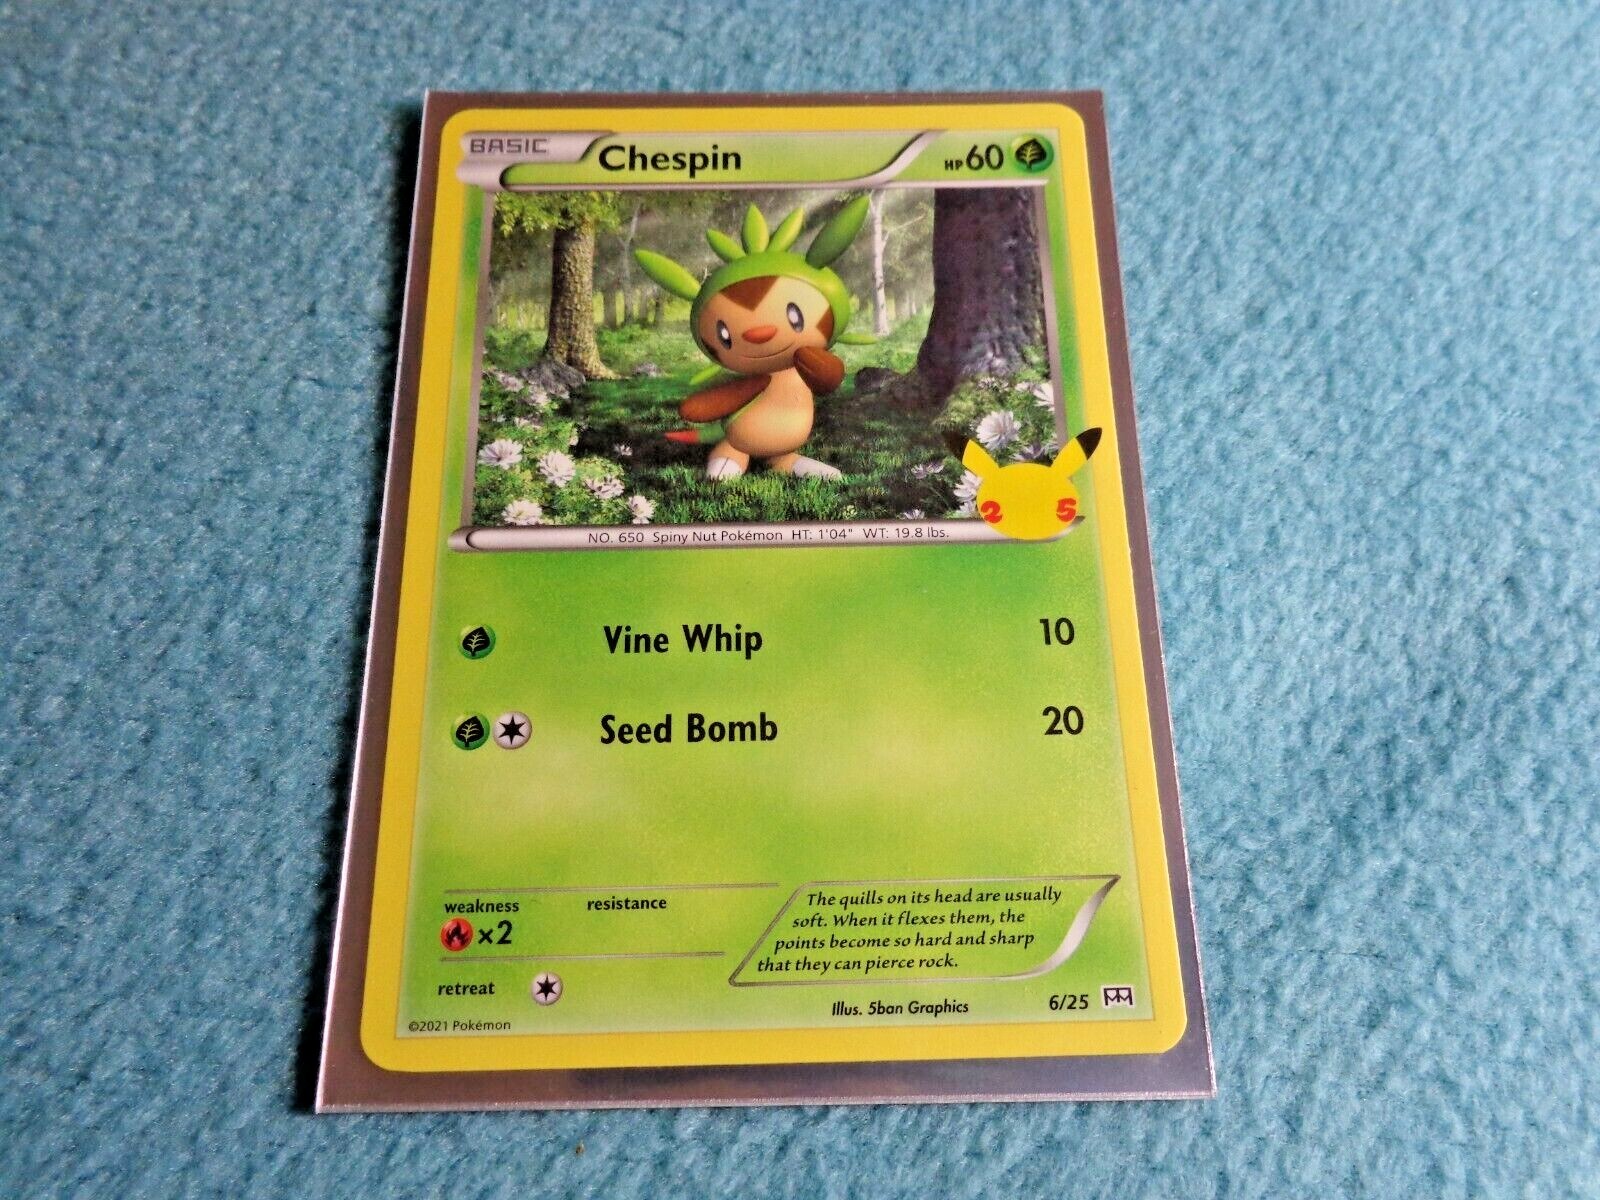 BASIC Chespin HP60
25
NO. 650 Spiny Nut Pokémon HT: 1'04" WT: 19.8 lbs.
Vine Whip 10
Seed Bomb 20
weakness resistance
x2
retreat
The quills on its head are usually
soft. When it flexes them, the
points become so hard and sharp
that they can pierce rock.
Illus. 5ban Graphics 6/25
©2021 Pokémon